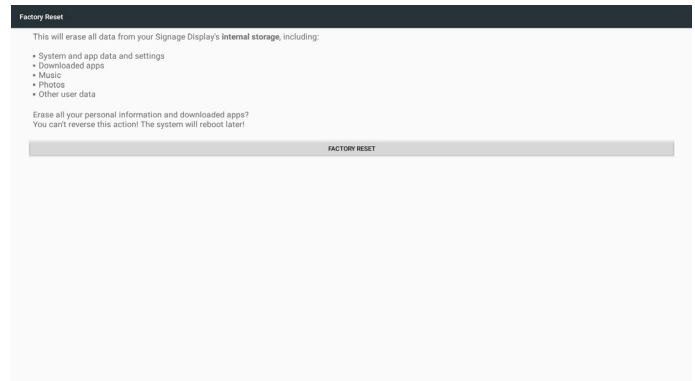 Factory Reset
This will erase all data from your Signage Display's internal storage, including:
• System and app data and settings
• Downloaded apps
• Music
• Photos
• Other user data
Erase all your personal information and downloaded apps?
You can't reverse this action! The system will reboot later!
FACTORY RESET